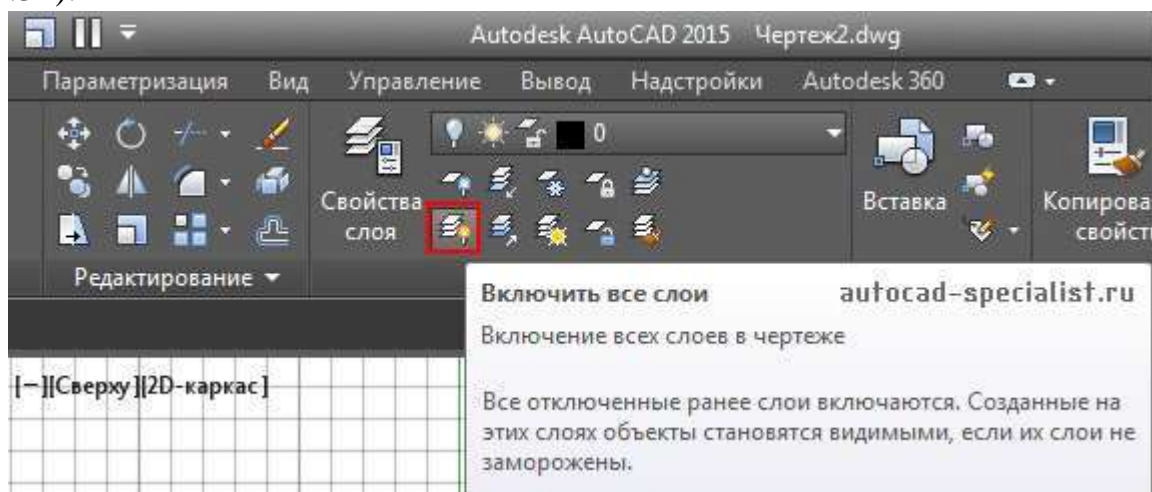 Autodesk AutoCAD 2015 Чертеж2.dwg
Параметризация Вид Управление Вывод Надстройки Autodesk 360
0
Свойства слоя
Вставка
Копирова
свойст
Редактирование
Включить все слои autocad-specialist.ru
Включение всех слоев в чертеже
[−][Сверху][2D-каркас]
Все отключенные ранее слои включаются. Созданные на
этих слоях объекты становятся видимыми, если их слои не
заморожены.